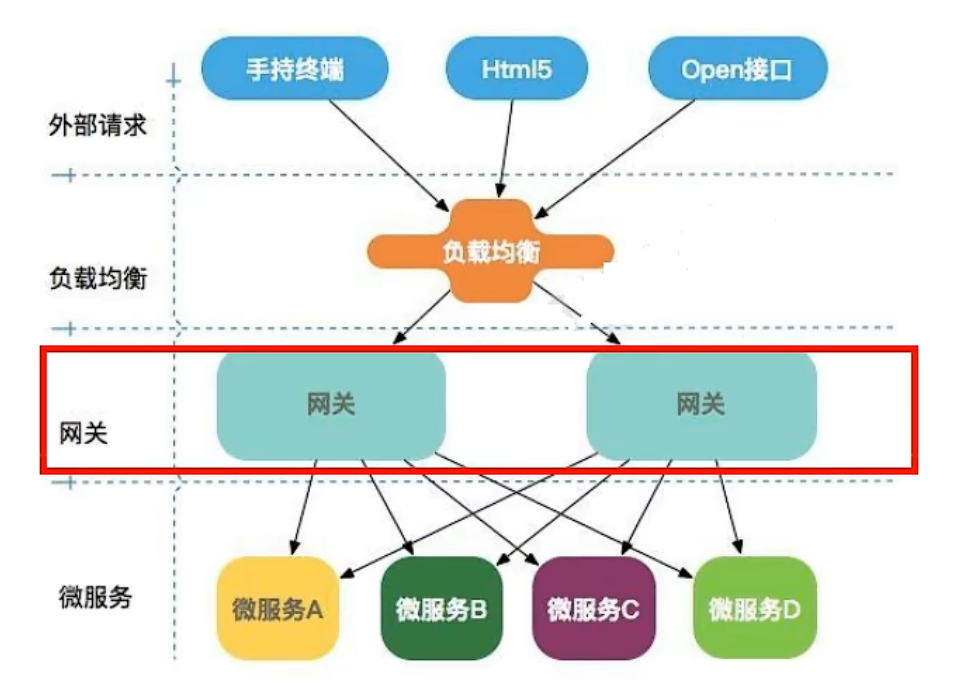 手持终端
Html5
Open接口
外部请求
负载均衡
负载均衡
网关
网关
网关
微服务
微服务A
微服务B
微服务C
微服务D